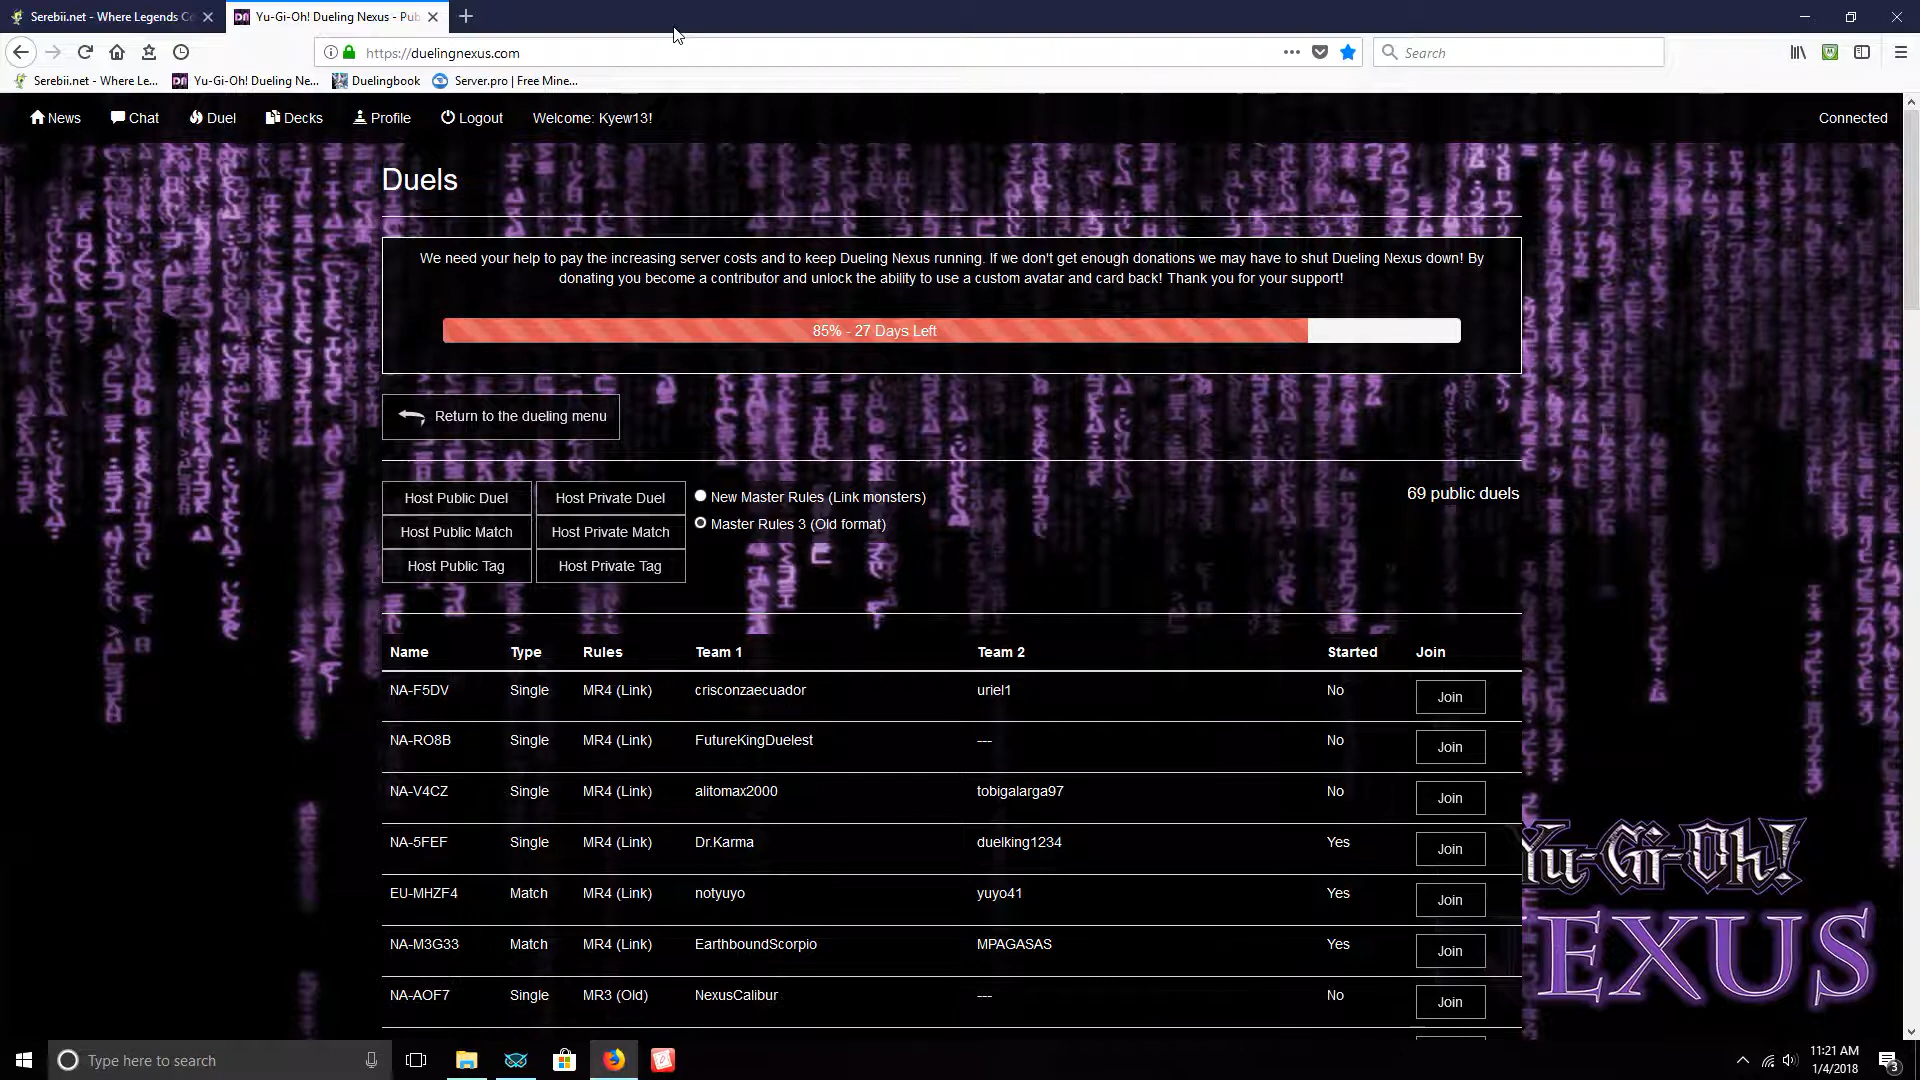 Serebii.net - Where Legends C
Yu-Gi-Oh! Dueling Nexus - Pub
https://duelingnexus.com
Search
Serebii.net - Where Le...
Yu-Gi-Oh! Dueling Ne...
Duelingbook
Server.pro | Free Mine...
News
Chat
Duel
Decks
Profile
Logout
Welcome: Kyew13!
Connected
Duels
We need your help to pay the increasing server costs and to keep Dueling Nexus running. If we don't get enough donations we may have to shut Dueling Nexus down! By
donating you become a contributor and unlock the ability to use a custom avatar and card back! Thank you for your support!
85% - 27 Days Left
Return to the dueling menu
Host Public Duel
Host Private Duel
New Master Rules (Link monsters)
69 public duels
Master Rules 3 (Old format)
Host Public Match
Host Private Match
Host Public Tag
Host Private Tag
Name Type Rules Team 1 Team 2 Started Join
NA-F5DV Single MR4 (Link) crisconzaecuador uriel1 No Join
NA-RO8B Single MR4 (Link) FutureKingDuelest --- No Join
NA-V4CZ Single MR4 (Link) alitomax2000 tobigalarga97 No Join
NA-5FEF Single MR4 (Link) Dr.Karma duelking1234 Yes Join
EU-MHZF4 Match MR4 (Link) notyuyo yuyo41 Yes Join
NA-M3G33 Match MR4 (Link) EarthboundScorpio MPAGASAS Yes Join
NA-AOF7 Single MR3 (Old) NexusCalibur --- No Join
Yu-Gi-Oh!
EXUS
Type here to search
11:21 AM
1/4/2018
3